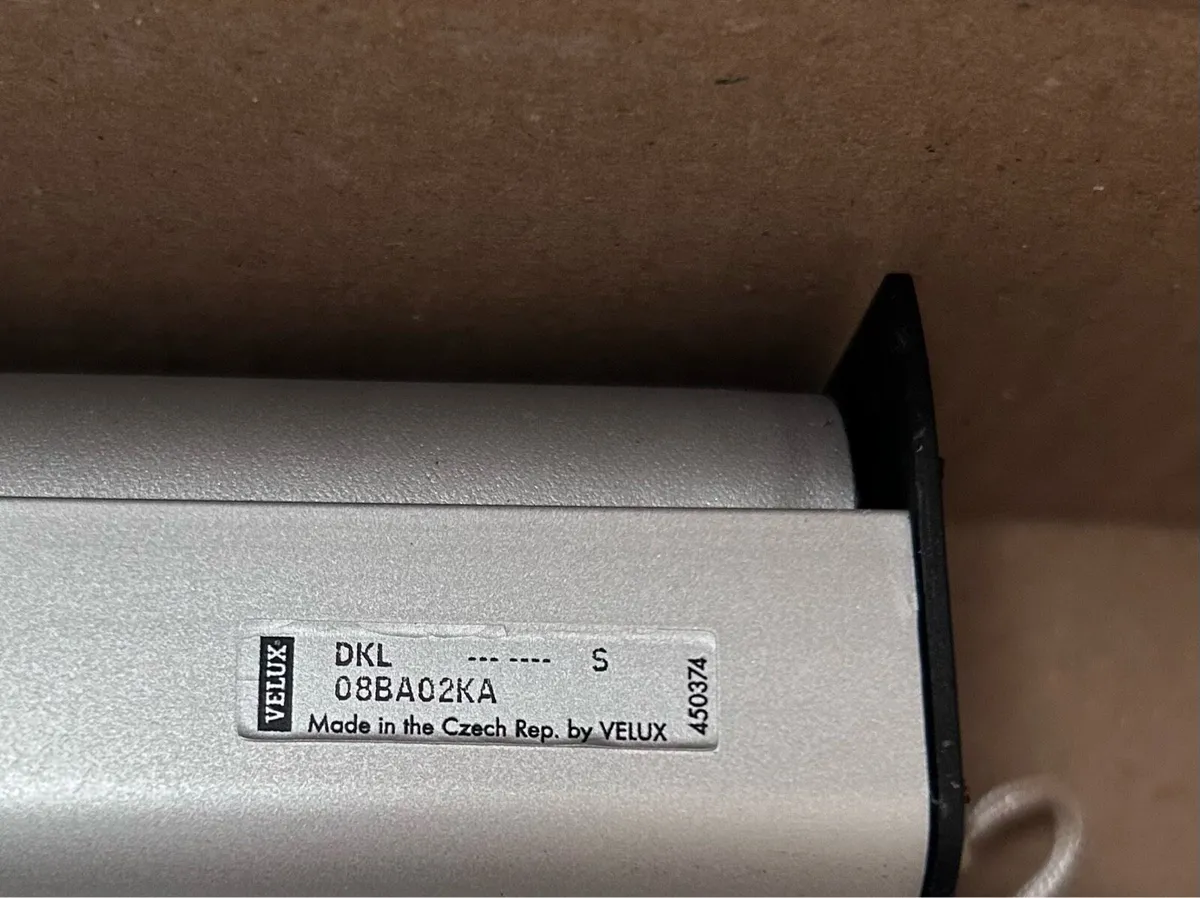 VELUX
DKL --- ---- S
08BA02KA
Made in the Czech Rep. by VELUX
450374